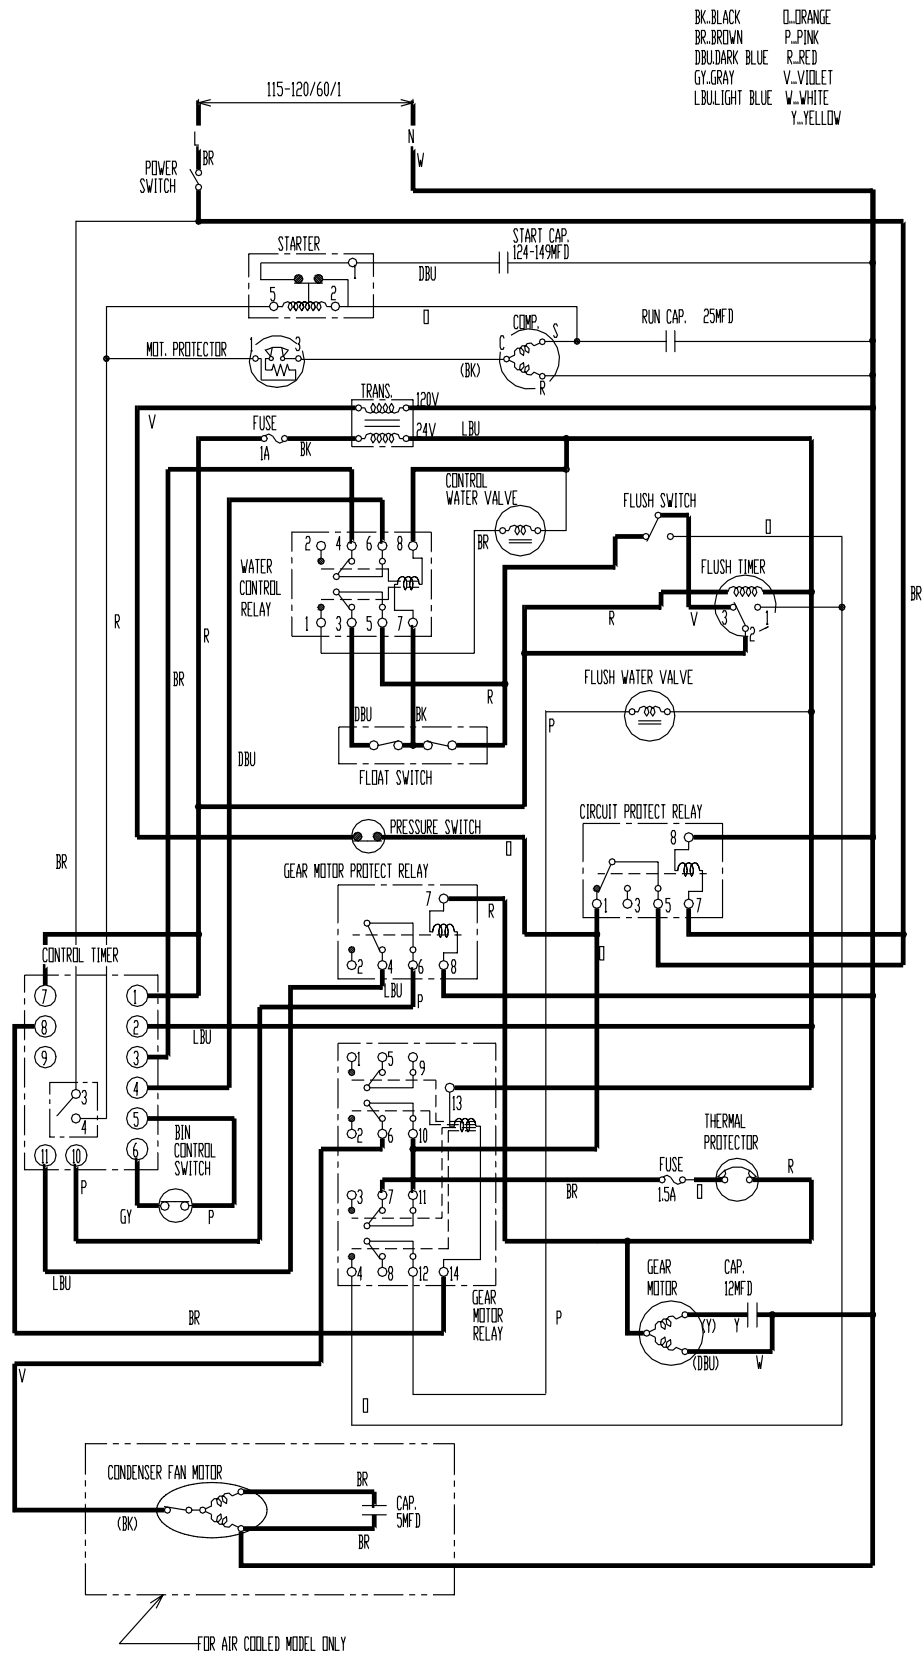 BK..BLACK O...ORANGE
BR..BROWN P...PINK
DBU.DARK BLUE R...RED
GY..GRAY V...VIOLET
LBU.LIGHT BLUE W...WHITE
Y...YELLOW
115-120/60/1
L
N
BR
W
POWER
SWITCH
STARTER
START CAP.
124-149MFD
1
DBU
5
2
O
COMP.
S
RUN CAP. 25MFD
MOT. PROTECTOR
1
3
C
(BK)
R
TRANS.
120V
V
FUSE
1A
BK
24V
LBU
CONTROL
WATER VALVE
BR
FLUSH SWITCH
O
2
4
6
8
WATER
CONTROL
RELAY
FLUSH TIMER
BR
1
3
5
7
R
R
R
V
3
1
2
BR
FLUSH WATER VALVE
R
DBU
BK
P
DBU
FLOAT SWITCH
CIRCUIT PROTECT RELAY
PRESSURE SWITCH
O
8
BR
GEAR MOTOR PROTECT RELAY
7
R
1
3
5
7
CONTROL TIMER
2
4
6
8
O
LBU
P
7
1
8
2
LBU
9
3
1
5
9
3
4
13
4
5
BIN
CONTROL
SWITCH
2
6
10
THERMAL
PROTECTOR
11
10
6
P
FUSE
1.5A
O
R
BR
3
7
11
GY
P
4
8
12
14
LBU
GEAR
MOTOR
CAP.
12MFD
GEAR
MOTOR
RELAY
BR
P
(Y)
Y
(DBU)
W
V
O
CONDENSER FAN MOTOR
BR
CAP.
5MFD
(BK)
BR
FOR AIR COOLED MODEL ONLY